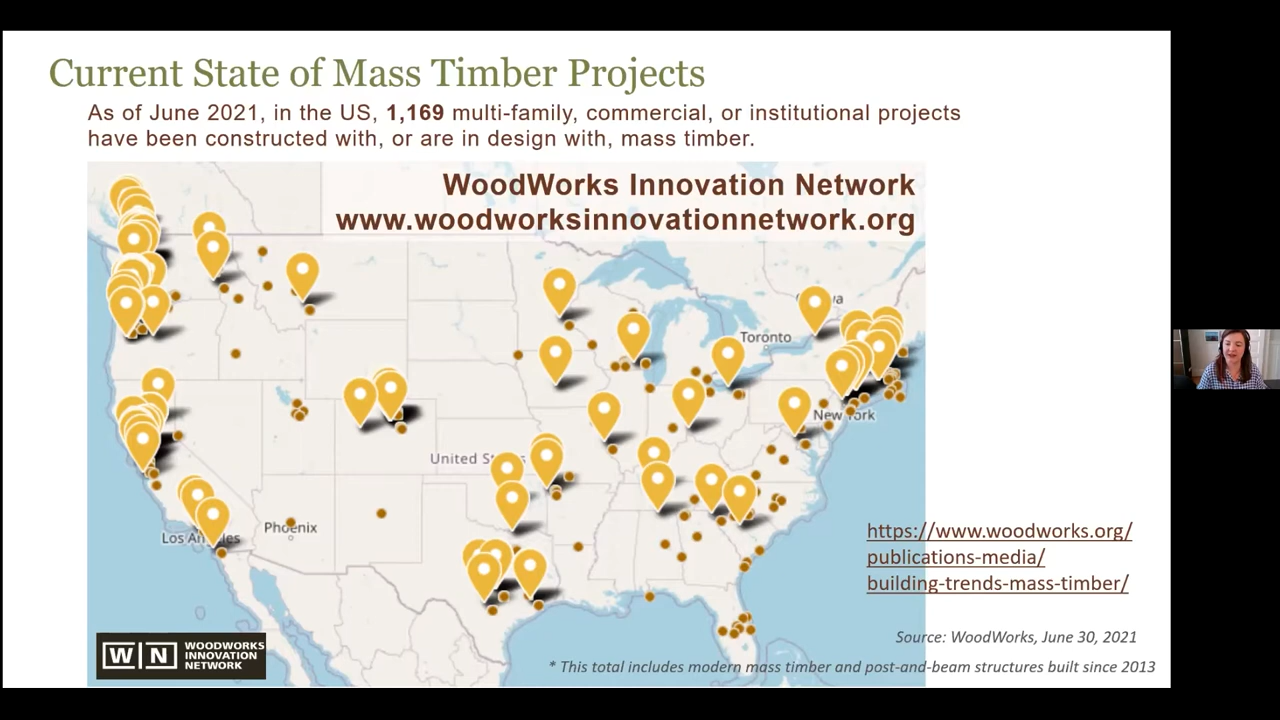 Current State of Mass Timber Projects
As of June 2021, in the US, 1,169 multi-family, commercial, or institutional projects
have been constructed with, or are in design with, mass timber.
WoodWorks Innovation Network
www.woodworksinnovationnetwork.org
Toronto
New York
United
Phoenix
Los
https://www.woodworks.org/
publications-media/
building-trends-mass-timber/
Source: WoodWorks, June 30, 2021
W|N WOODWORKS
INNOVATION
NETWORK
* This total includes modern mass timber and post-and-beam structures built since 2013